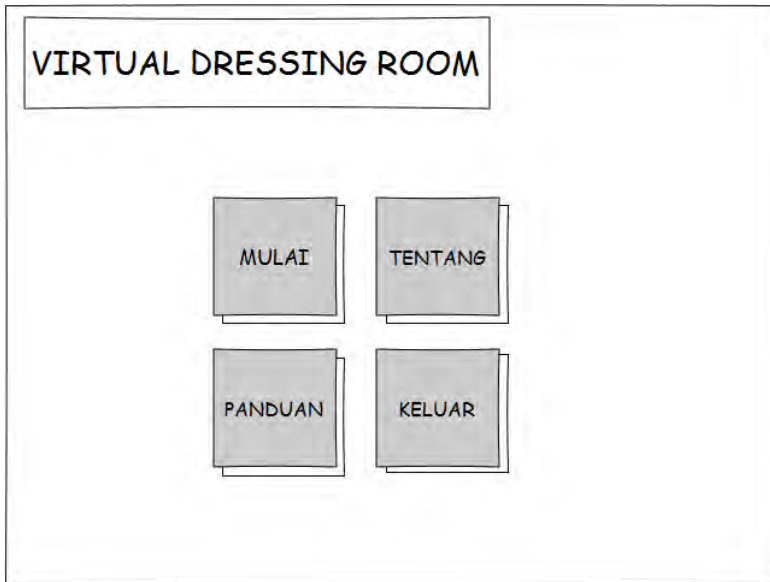 VIRTUAL DRESSING ROOM
MULAI
TENTANG
PANDUAN
KELUAR